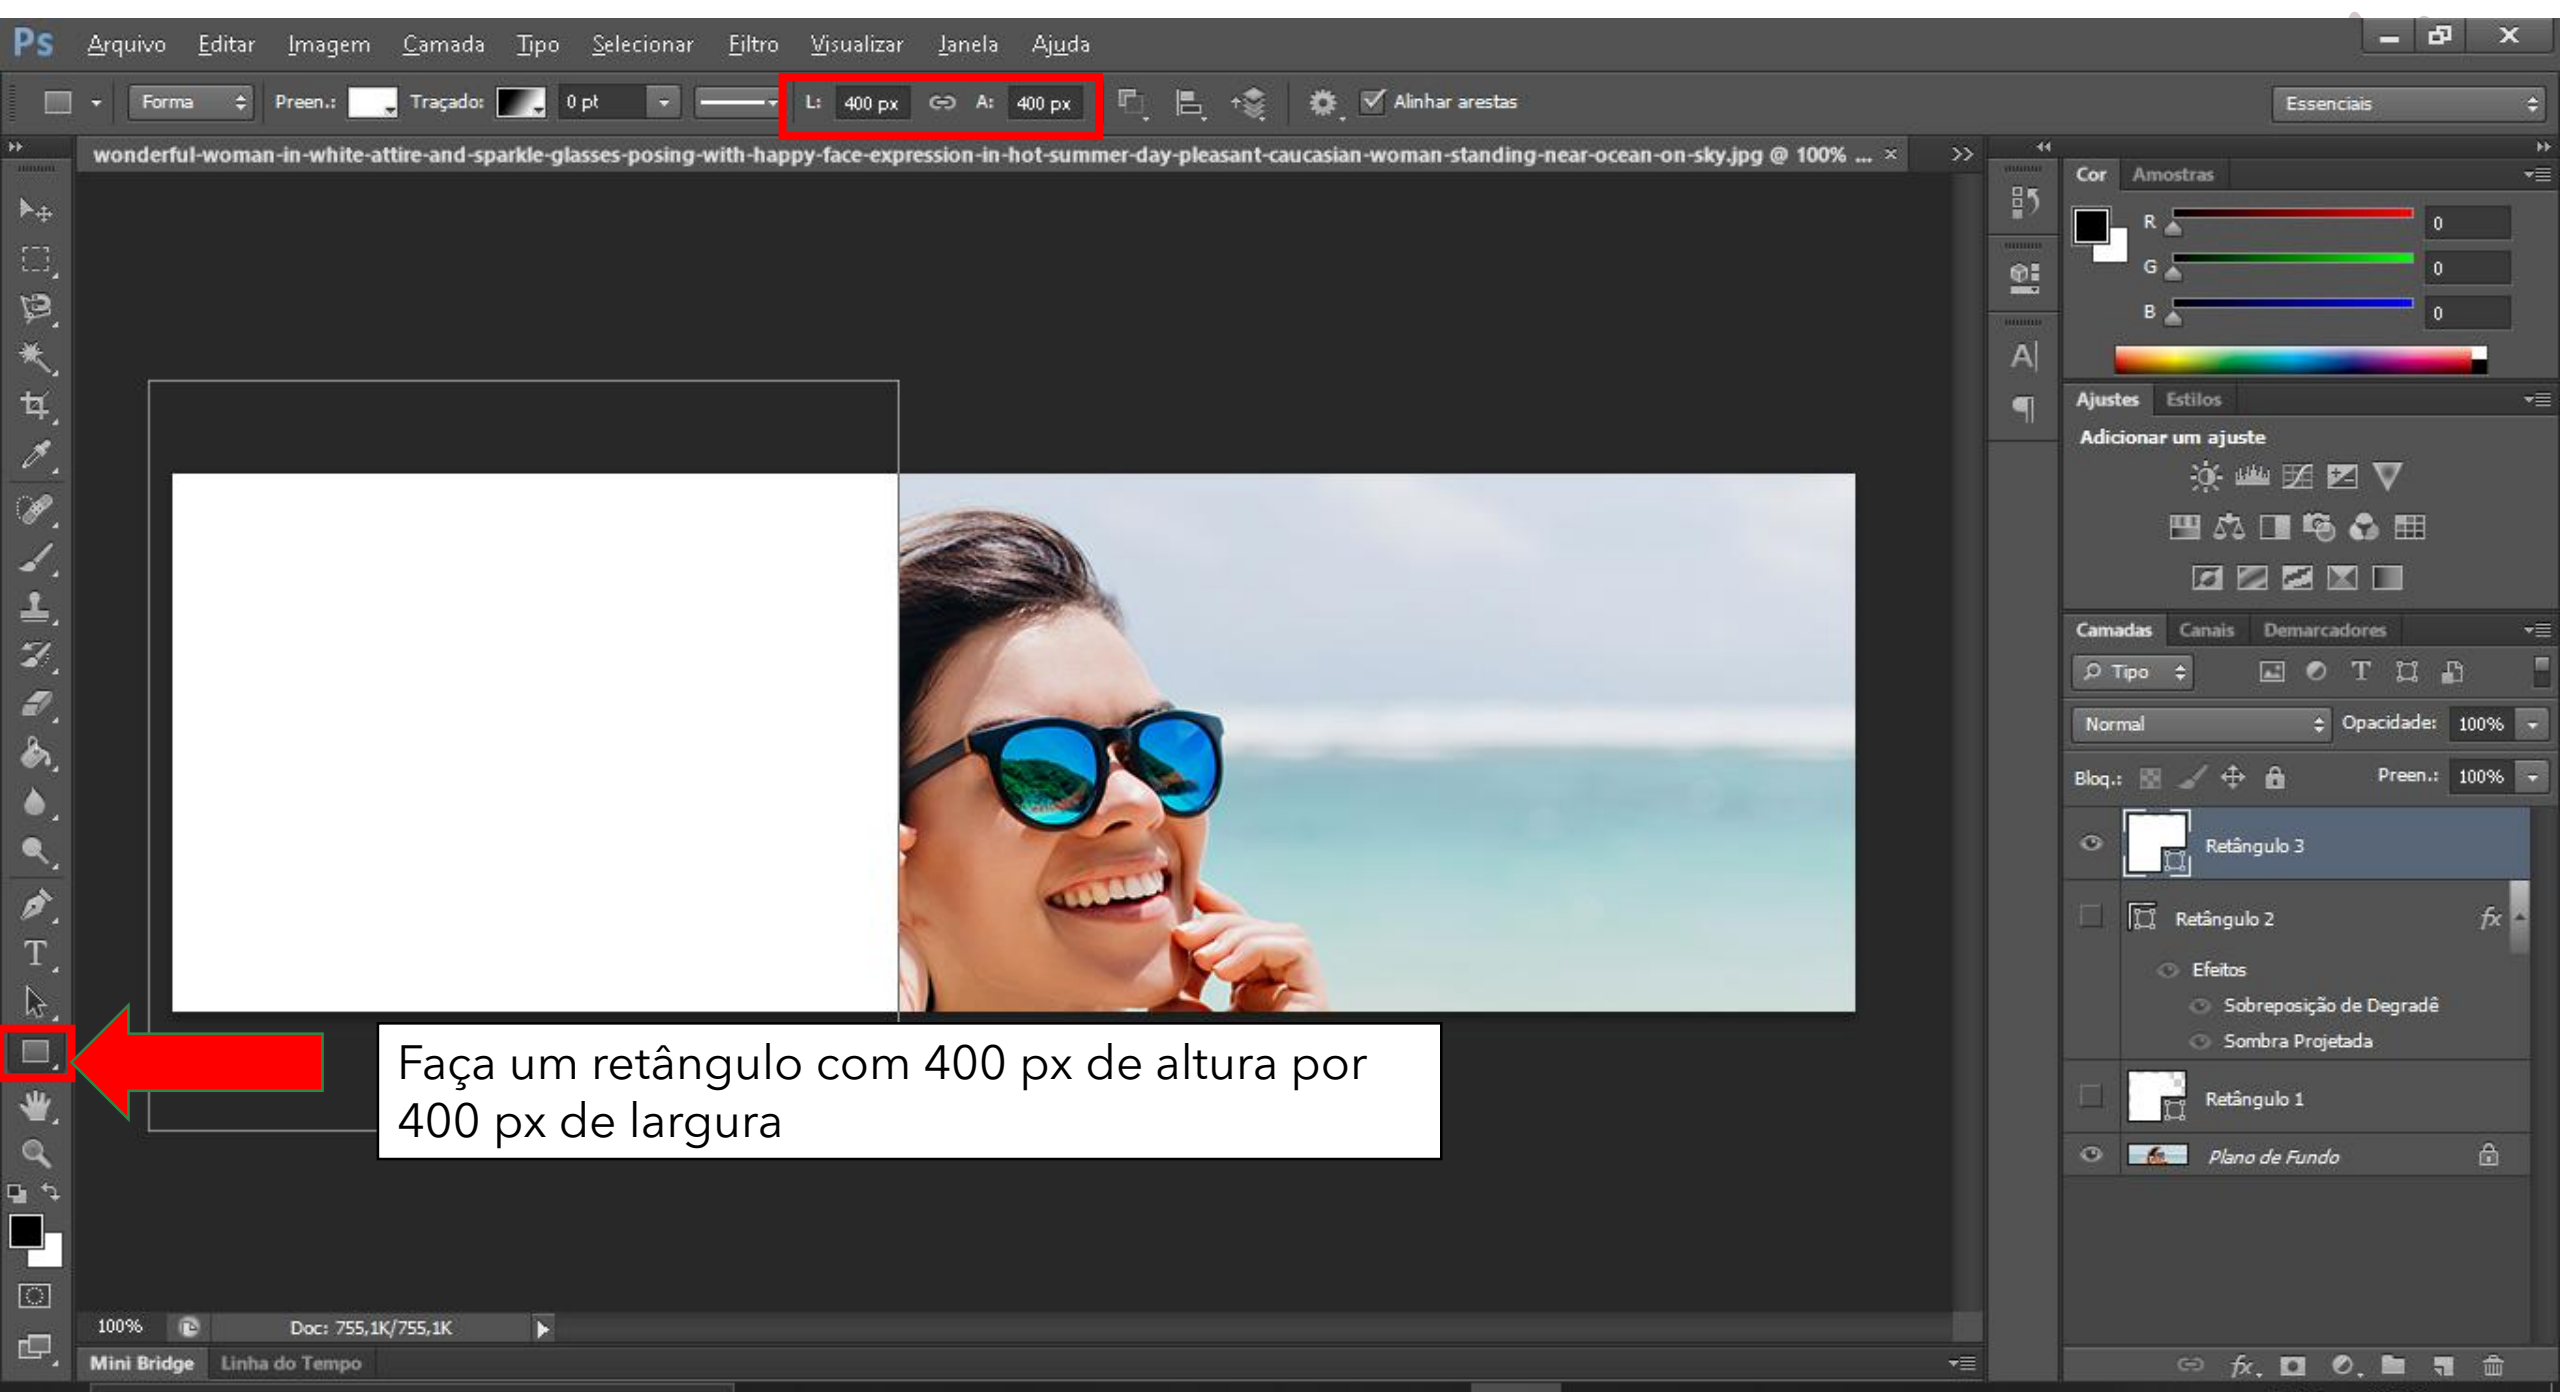 Ps Arquivo Editar Imagem Camada Tipo Selecionar Filtro Visualizar Janela Ajuda
Forma Preen.: Traçado: 0 pt L: 400 px A: 400 px Alinhar arestas Essenciais
wonderful-woman-in-white-attire-and-sparkle-glasses-posing-with-happy-face-expression-in-hot-summer-day-pleasant-caucasian-woman-standing-near-ocean-on-sky.jpg @ 100% ... × >>
Cor Amostras
R 0
G 0
B 0
Ajustes Estilos
Adicionar um ajuste
Camadas Canais Demarcadores
Tipo
Normal Opacidade: 100%
Bloq.: Preen.: 100%
Retângulo 3
Retângulo 2 fx
Efeitos
Sobreposição de Degradê
Sombra Projetada
Retângulo 1
Plano de Fundo
Faça um retângulo com 400 px de altura por
400 px de largura
100% Doc: 755,1K/755,1K
Mini Bridge Linha do Tempo
fx